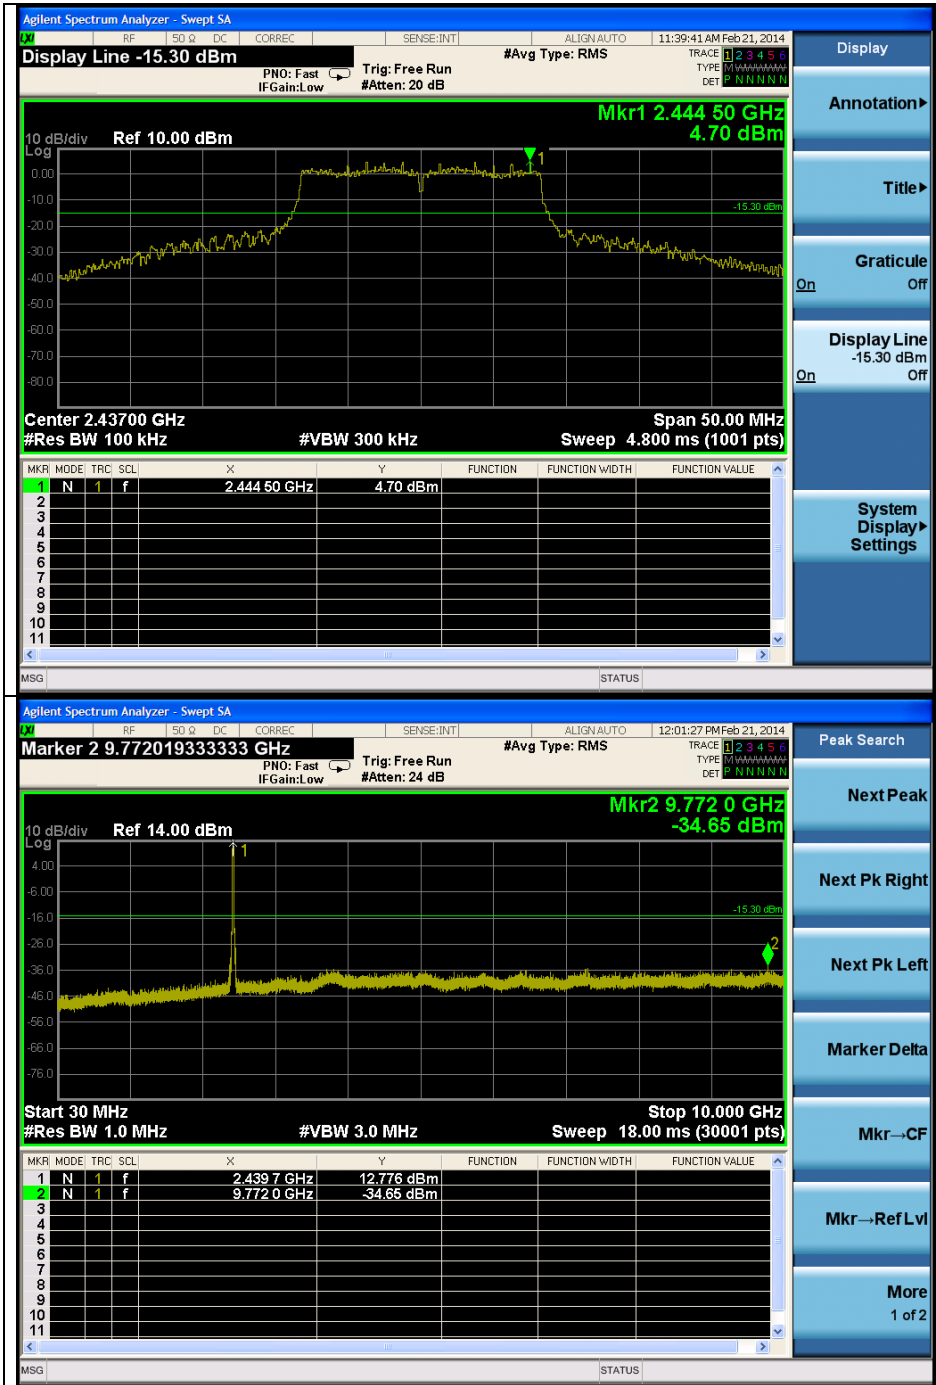 Agilent Spectrum Analyzer - Swept SA
LXI RF 50 Ω DC CORREC SENSE:INT ALIGN AUTO 11:39:41 AM Feb 21, 2014
Display Line -15.30 dBm
#Avg Type: RMS
TRACE 1 2 3 4 5 6
PNO: Fast
Trig: Free Run
TYPE M WWWWW
IFGain:Low
#Atten: 20 dB
DET P N N N N N
Mkr1 2.444 50 GHz
4.70 dBm
10 dB/div Ref 10.00 dBm
Log
1
0.00
-10.0
-15.30 dBm
-20.0
-30.0
-40.0
-50.0
-60.0
-70.0
-80.0
Center 2.43700 GHz Span 50.00 MHz
#Res BW 100 kHz #VBW 300 kHz Sweep 4.800 ms (1001 pts)
MKR MODE TRC SCL X Y FUNCTION FUNCTION WIDTH FUNCTION VALUE
1 N 1 f 2.444 50 GHz 4.70 dBm
2
3
4
5
6
7
8
9
10
11
MSG STATUS
Display
Annotation
Title
Graticule
On Off
Display Line
-15.30 dBm
On Off
System
Display
Settings
Agilent Spectrum Analyzer - Swept SA
LXI RF 50 Ω DC CORREC SENSE:INT ALIGN AUTO 12:01:27 PM Feb 21, 2014
Marker 2 9.772019333333 GHz
#Avg Type: RMS
TRACE 1 2 3 4 5 6
PNO: Fast
Trig: Free Run
TYPE M WWWWW
IFGain:Low
#Atten: 24 dB
DET P N N N N N
Mkr2 9.772 0 GHz
-34.65 dBm
10 dB/div Ref 14.00 dBm
Log
1
4.00
-6.00
-15.30 dBm
-16.0
-26.0
2
-36.0
-46.0
-56.0
-66.0
-76.0
Start 30 MHz Stop 10.000 GHz
#Res BW 1.0 MHz #VBW 3.0 MHz Sweep 18.00 ms (30001 pts)
MKR MODE TRC SCL X Y FUNCTION FUNCTION WIDTH FUNCTION VALUE
1 N 1 f 2.439 7 GHz 12.776 dBm
2 N 1 f 9.772 0 GHz -34.65 dBm
3
4
5
6
7
8
9
10
11
MSG STATUS
Peak Search
Next Peak
Next Pk Right
Next Pk Left
Marker Delta
Mkr→CF
Mkr→Ref Lvl
More
1 of 2